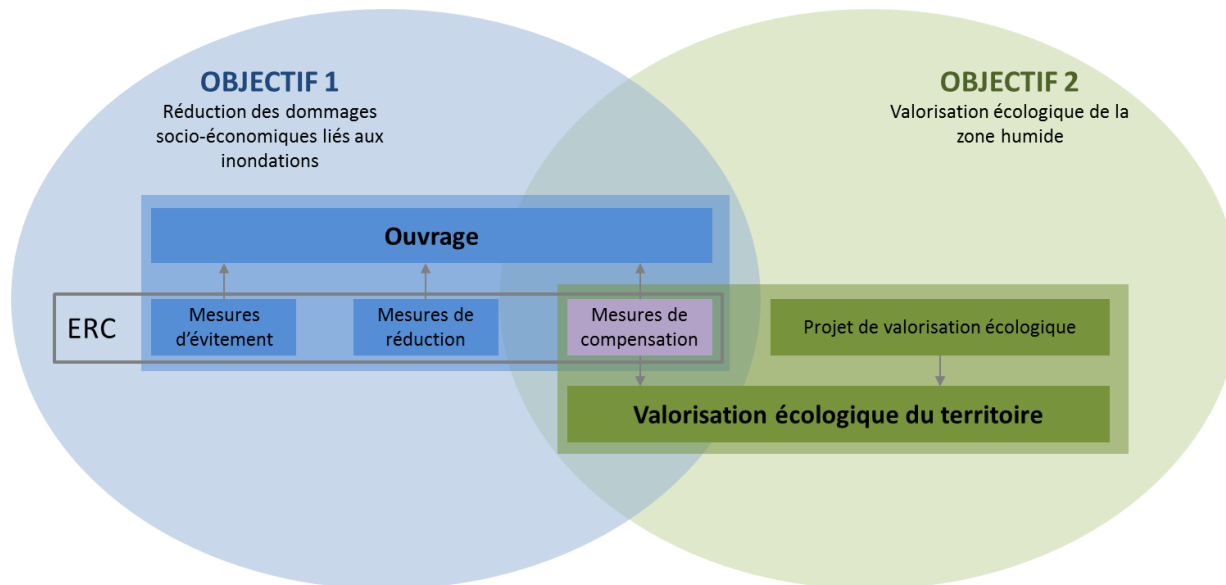 OBJECTIF 1
Réduction des dommages
socio-économiques liés aux
inondations
OBJECTIF 2
Valorisation écologique de la
zone humide
Ouvrage
ERC
Mesures
d'évitement
Mesures de
réduction
Mesures de
compensation
Projet de valorisation écologique
Valorisation écologique du territoire